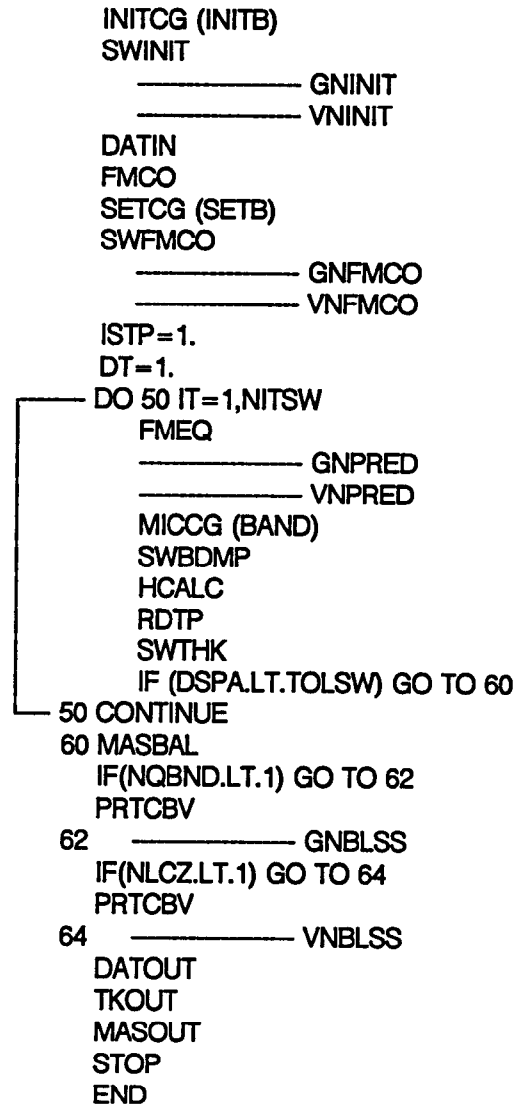 INITCG (INITB)
SWINIT
GNINIT
VNINIT
DATIN
FMCO
SETCG (SETB)
SWFMCO
GNFMCO
VNFMCO
ISTP=1.
DT=1.
DO 50 IT=1,NITSW
FMEQ
GNPRED
VNPRED
MICCG (BAND)
SWBDMP
HCALC
RDTP
SWTHK
IF (DSPA.LT.TOLSW) GO TO 60
50 CONTINUE
60 MASBAL
IF(NQBND.LT.1) GO TO 62
PRTCBV
62 GNBLSS
IF(NLCZ.LT.1) GO TO 64
PRTCBV
64 VNBLSS
DATOUT
TKOUT
MASOUT
STOP
END